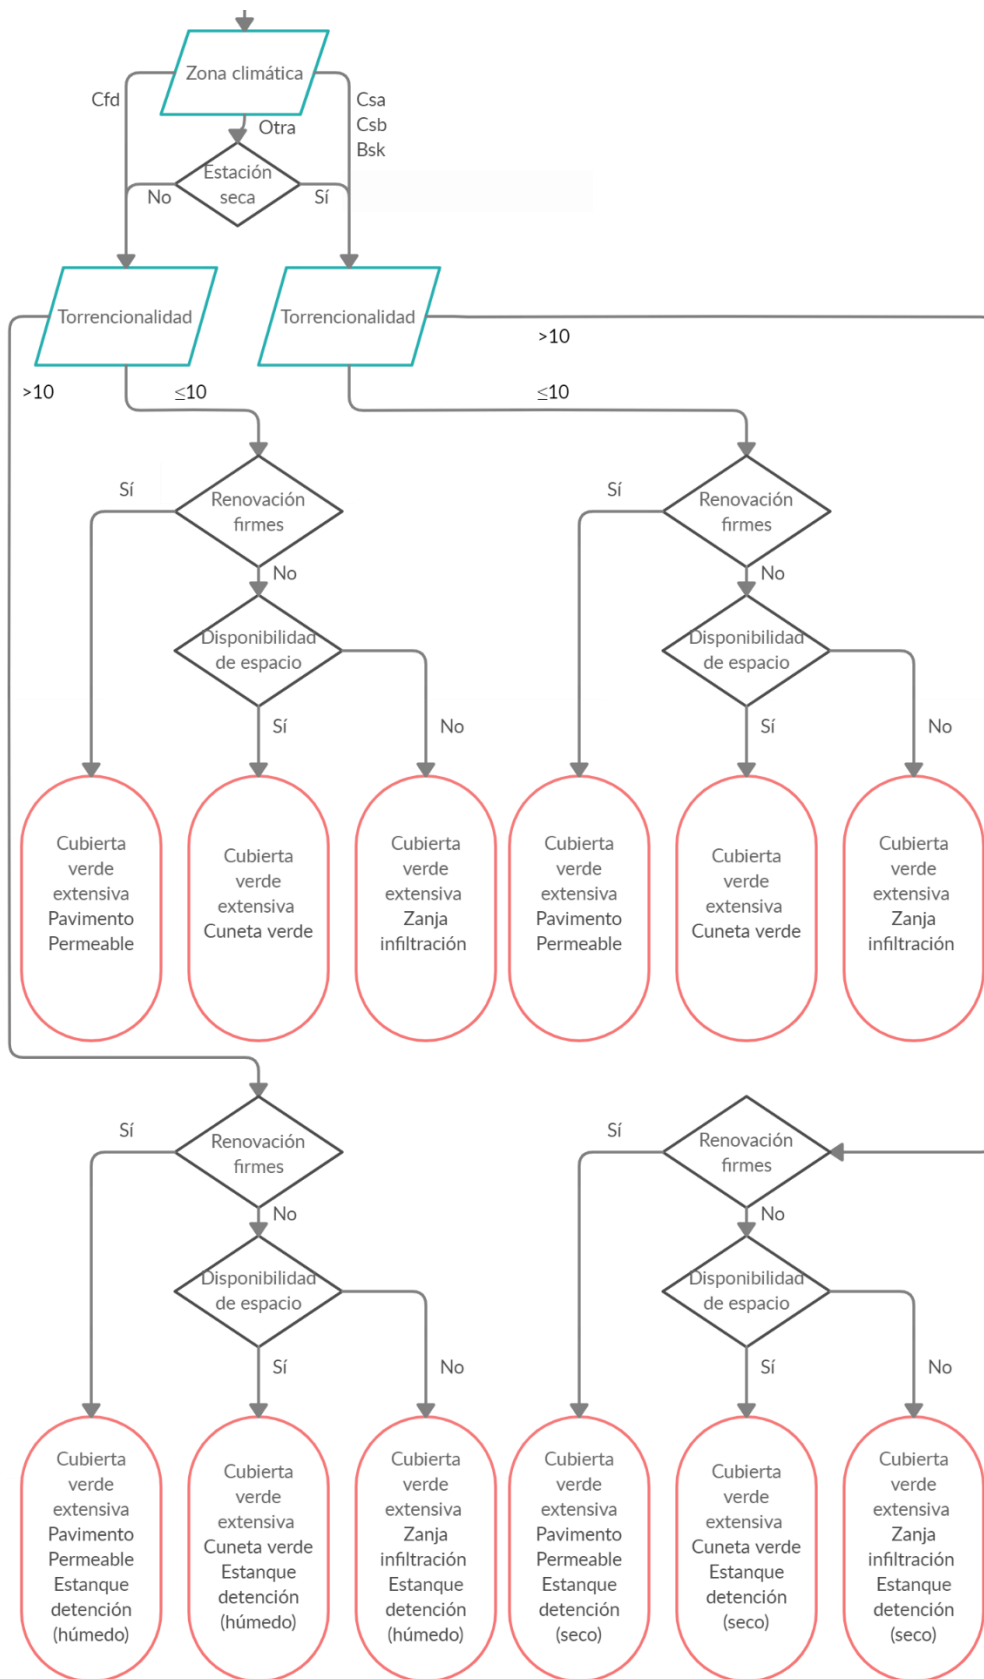 Zona climática
Cfd
Csa
Csb
Bsk
Otra
Estación
seca
No
Sí
Torrencionalidad
Torrencionalidad
>10
>10
≤10
≤10
Sí
Renovación
firmes
Sí
Renovación
firmes
No
No
Disponibilidad
de espacio
Disponibilidad
de espacio
Sí
No
Sí
No
Cubierta
verde
extensiva
Pavimento
Permeable
Cubierta
verde
extensiva
Cuneta verde
Cubierta
verde
extensiva
Zanja
infiltración
Cubierta
verde
extensiva
Pavimento
Permeable
Cubierta
verde
extensiva
Cuneta verde
Cubierta
verde
extensiva
Zanja
infiltración
Sí
Renovación
firmes
Sí
Renovación
firmes
No
No
Disponibilidad
de espacio
Disponibilidad
de espacio
Sí
No
Sí
No
Cubierta
verde
extensiva
Pavimento
Permeable
Estanque
detención
(húmedo)
Cubierta
verde
extensiva
Cuneta verde
Estanque
detención
(húmedo)
Cubierta
verde
extensiva
Zanja
infiltración
Estanque
detención
(húmedo)
Cubierta
verde
extensiva
Pavimento
Permeable
Estanque
detención
(seco)
Cubierta
verde
extensiva
Cuneta verde
Estanque
detención
(seco)
Cubierta
verde
extensiva
Zanja
infiltración
Estanque
detención
(seco)